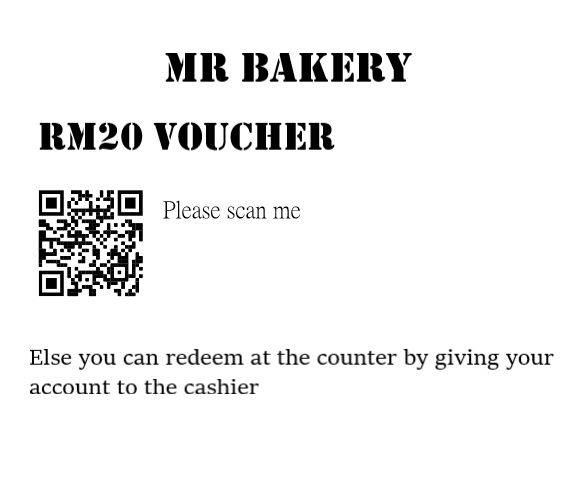 MR BAKERY
RM20 VOUCHER
Please scan me
Else you can redeem at the counter by giving your
account to the cashier